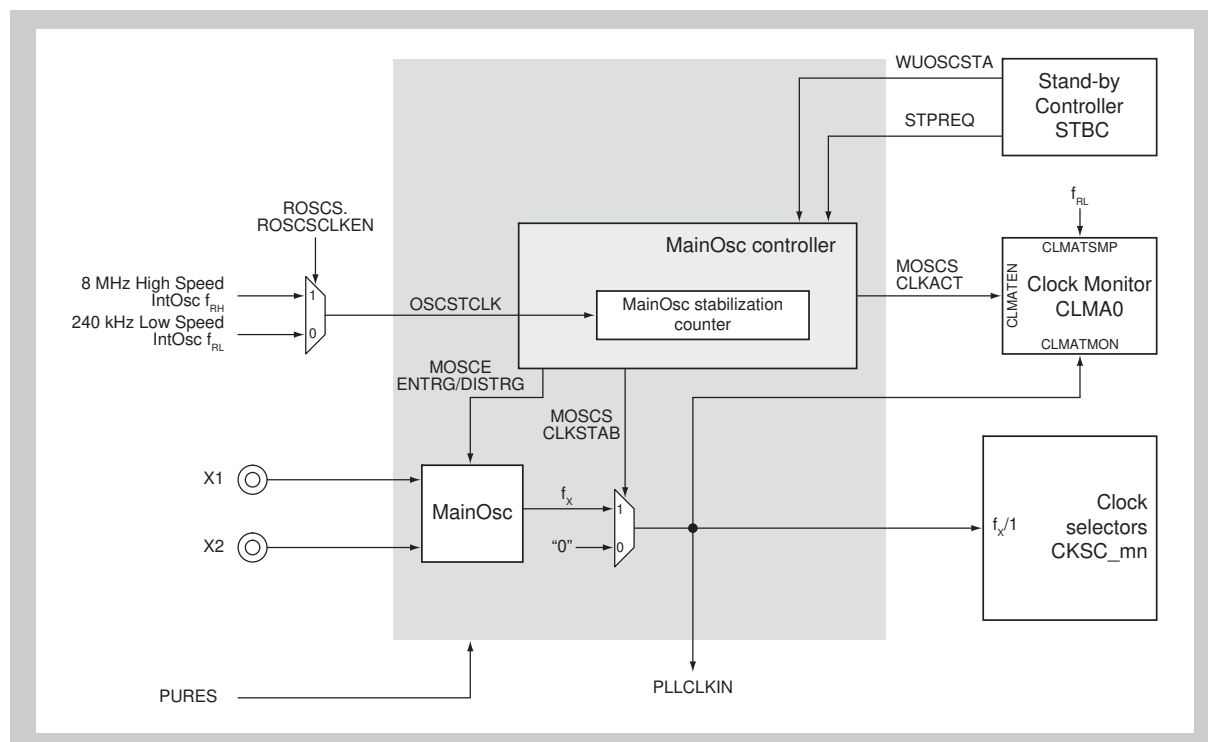 WUOSCSTA
Stand-by
Controller
STBC
STPREQ
f_RL
ROSCS.
ROSCSCLKEN
MainOsc controller
CLMATSMP
8 MHz High Speed
IntOsc f_RH
1
240 kHz Low Speed
IntOsc f_RL
0
OSCSTCLK
MainOsc stabilization
counter
MOSCS
CLKACT
CLMATEN
Clock Monitor
CLMA0
CLMATMON
MOSCE
ENTRG/DISTRG
MOSCS
CLKSTAB
X1
X2
MainOsc
f_X
1
“0”
0
f_X/1
Clock
selectors
CKSC_mn
PURES
PLLCLKIN